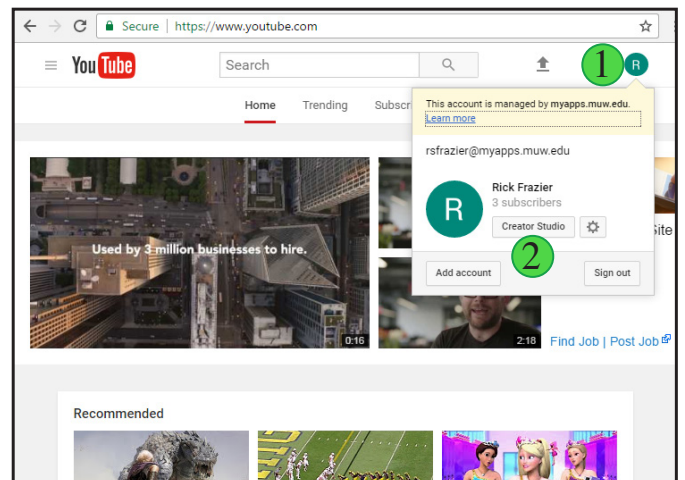 Secure | https://www.youtube.com
YouTube
Search
1
R
Home Trending Subscr
This account is managed by myapps.muw.edu.
Learn more
rsfrazier@myapps.muw.edu
R
Rick Frazier
3 subscribers
Creator Studio
2
Add account
Sign out
Used by 3 million businesses to hire.
0:16
2:18
Site
Find Job | Post Job
Recommended